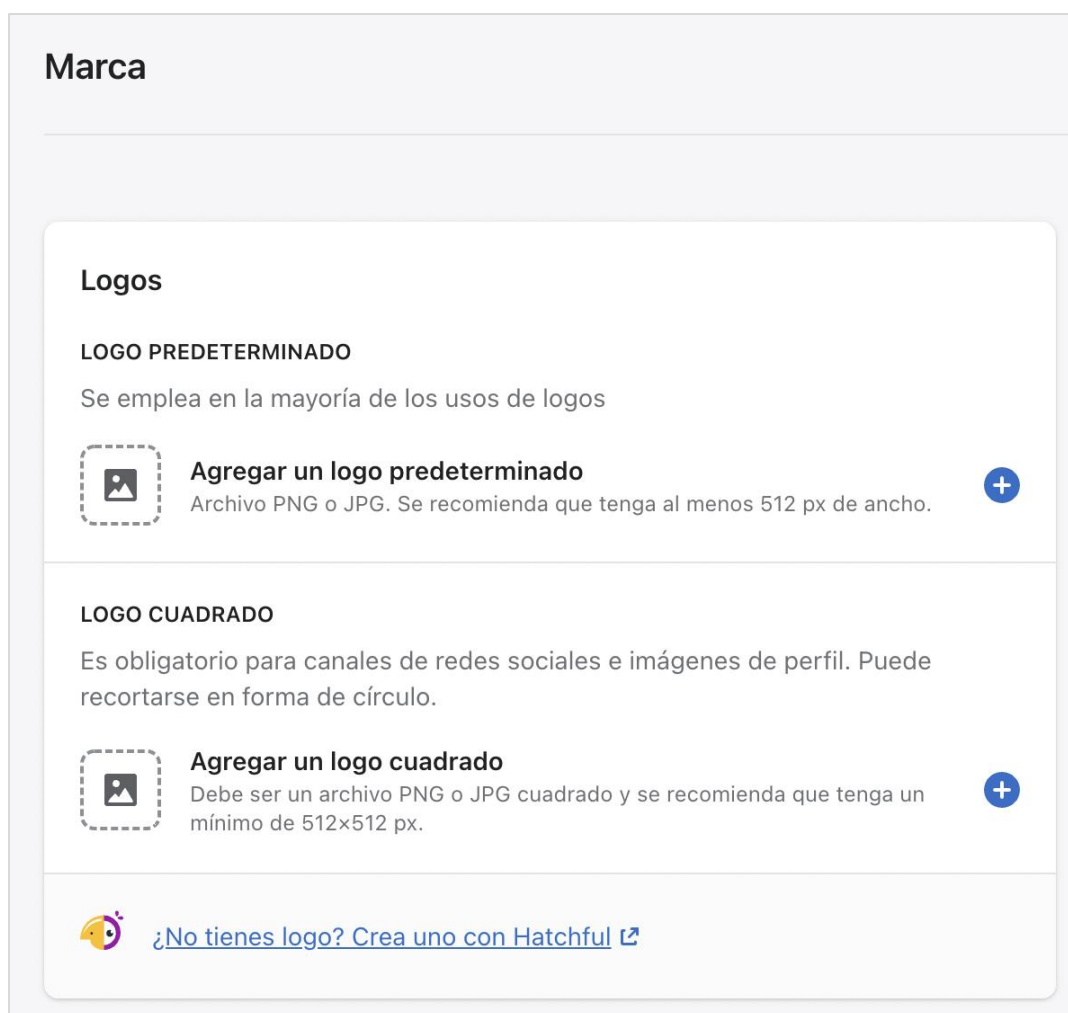 Marca
Logos
LOGO PREDETERMINADO
Se emplea en la mayoría de los usos de logos
Agregar un logo predeterminado
Archivo PNG o JPG. Se recomienda que tenga al menos 512 px de ancho.
LOGO CUADRADO
Es obligatorio para canales de redes sociales e imágenes de perfil. Puede
recortarse en forma de círculo.
Agregar un logo cuadrado
Debe ser un archivo PNG o JPG cuadrado y se recomienda que tenga un
mínimo de 512×512 px.
¿No tienes logo? Crea uno con Hatchful